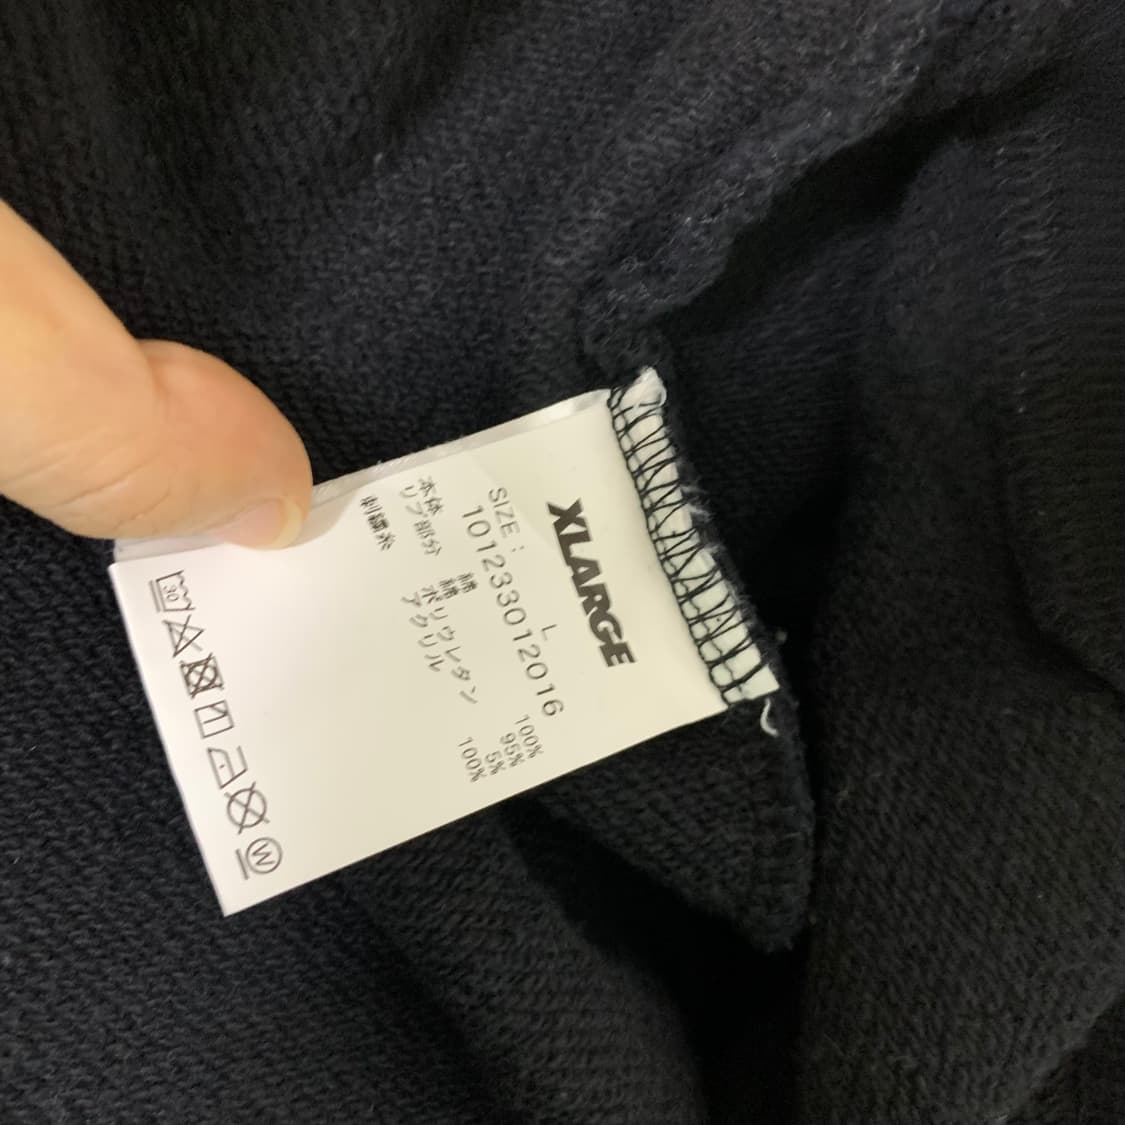 XLARGE
101233012016
SIZE : L
本体 綿 100%
リブ部分 綿 95%
ポリウレタン 5%
刺繍糸 アクリル 100%
30
W